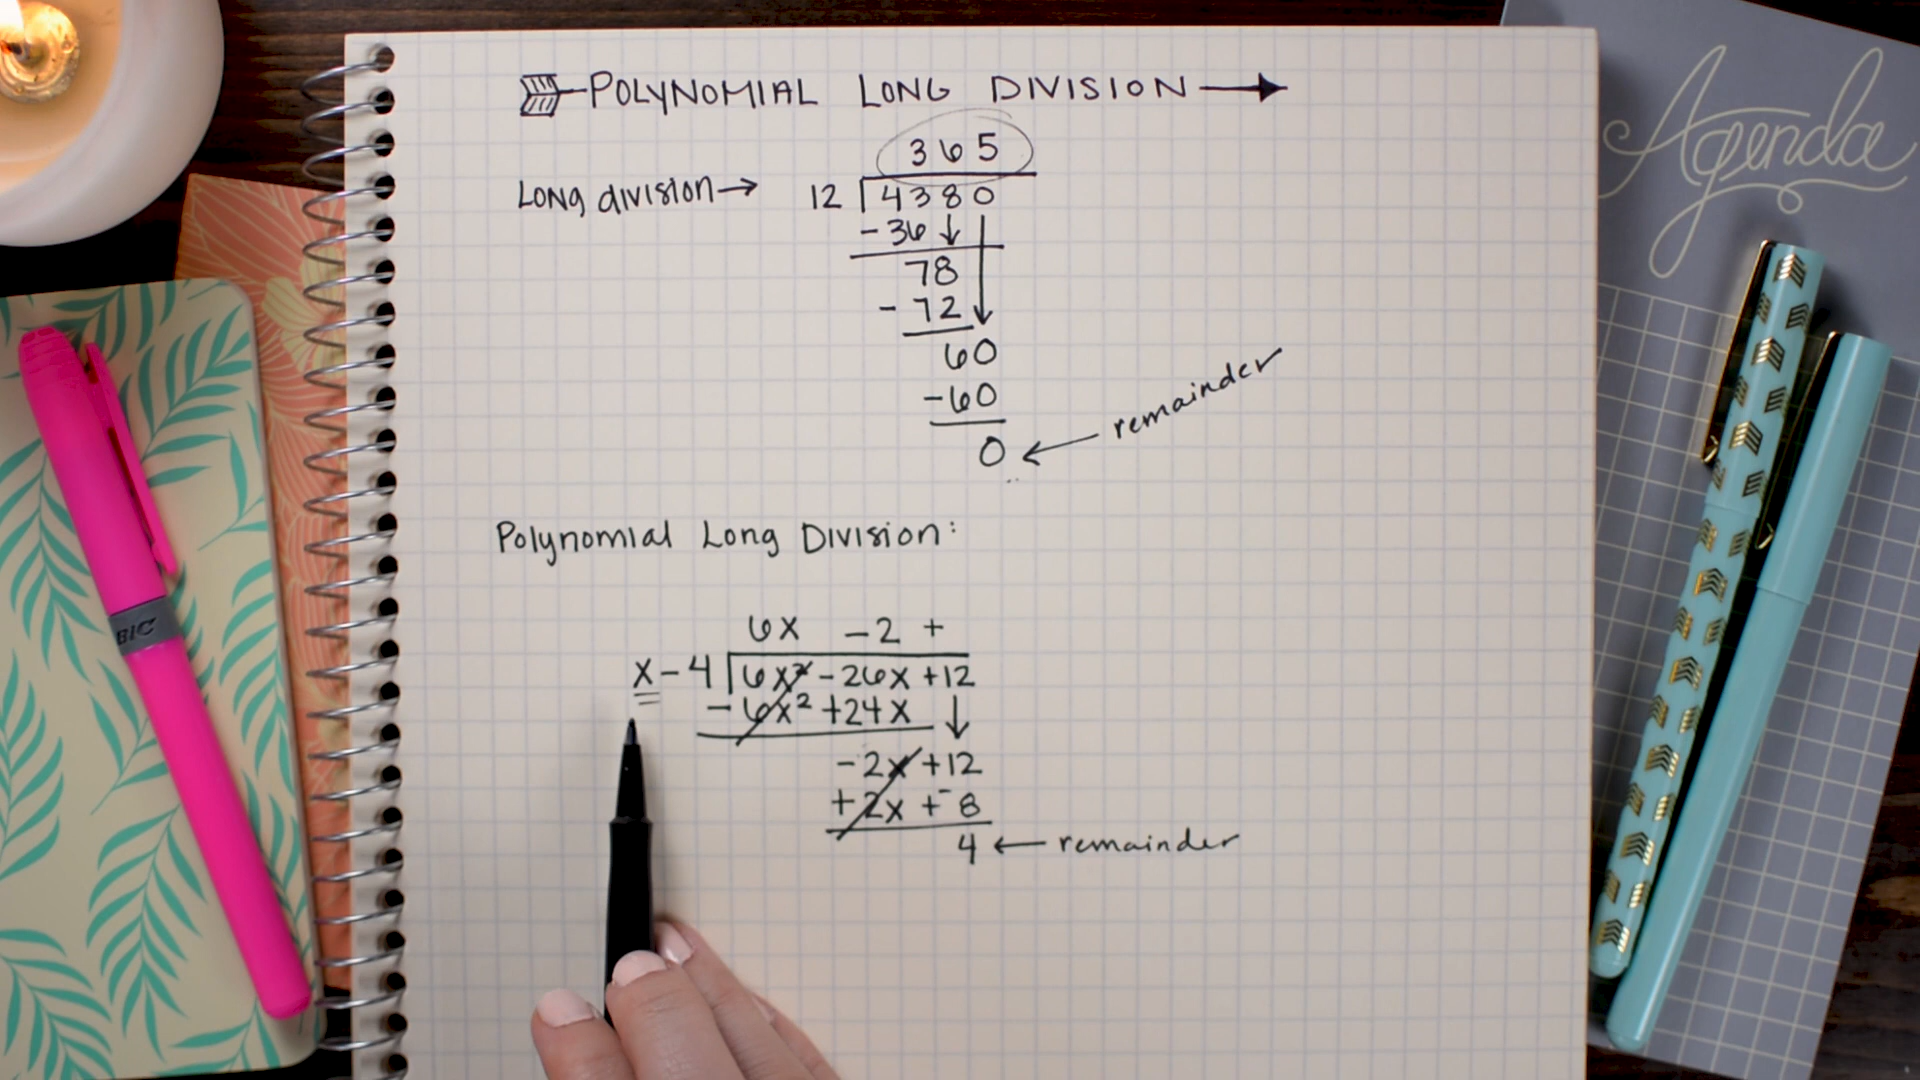 POLYNOMIAL LONG DIVISION →
365
Long division → 12 4380
- 36 ↓
78
- 72 ↓
60
- 60
0 ← remainder
Polynomial Long Division:
6x - 2 +
x - 4 6x² - 26x + 12
- 6x² + 24x ↓
- 2x + 12
+ 2x + - 8
4 ← remainder
Agenda
BIC